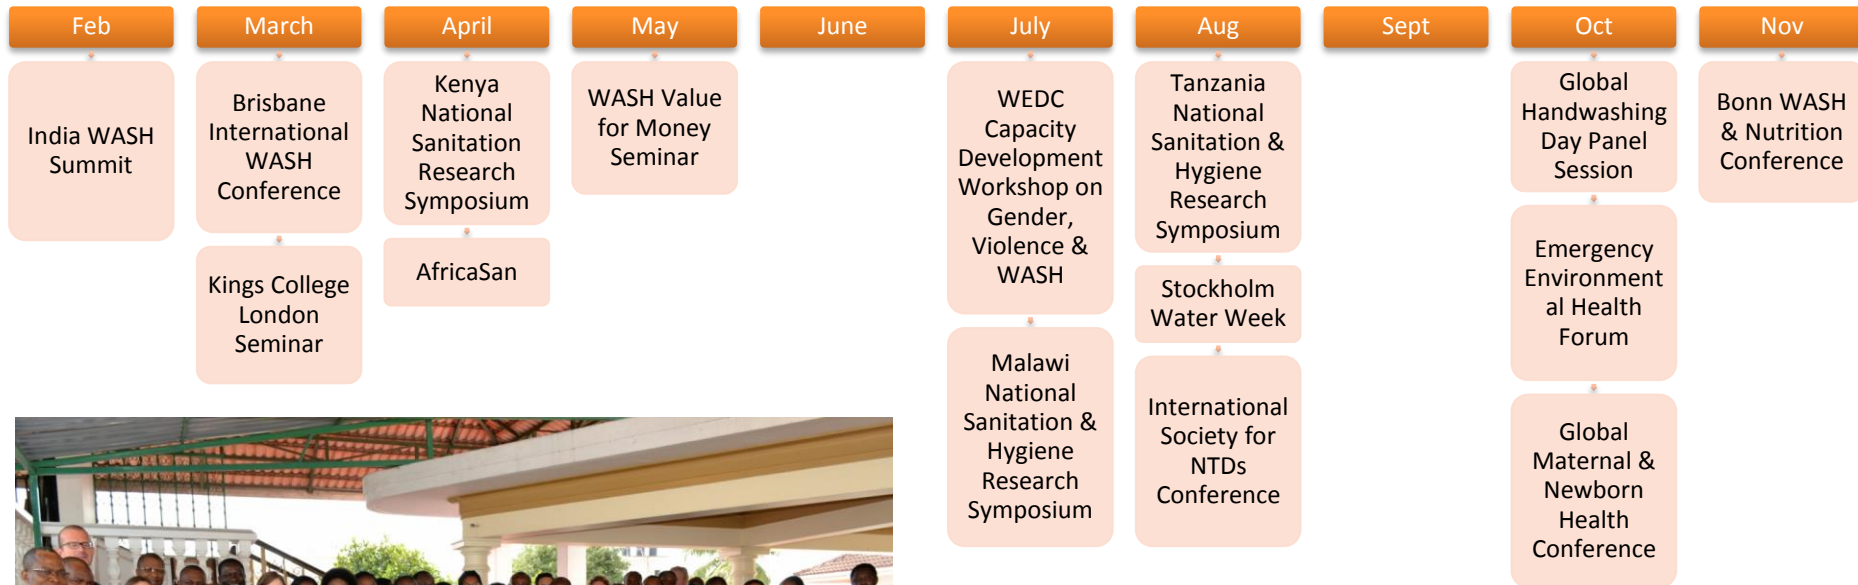 Feb
India WASH
Summit
March
Brisbane
International
WASH
Conference
Kings College
London
Seminar
April
Kenya
National
Sanitation
Research
Symposium
AfricaSan
May
WASH Value
for Money
Seminar
June
July
WEDC
Capacity
Development
Workshop on
Gender,
Violence &
WASH
Malawi
National
Sanitation &
Hygiene
Research
Symposium
Aug
Tanzania
National
Sanitation &
Hygiene
Research
Symposium
Stockholm
Water Week
International
Society for
NTDs
Conference
Sept
Oct
Global
Handwashing
Day Panel
Session
Emergency
Environment
al Health
Forum
Global
Maternal &
Newborn
Health
Conference
Nov
Bonn WASH
& Nutrition
Conference